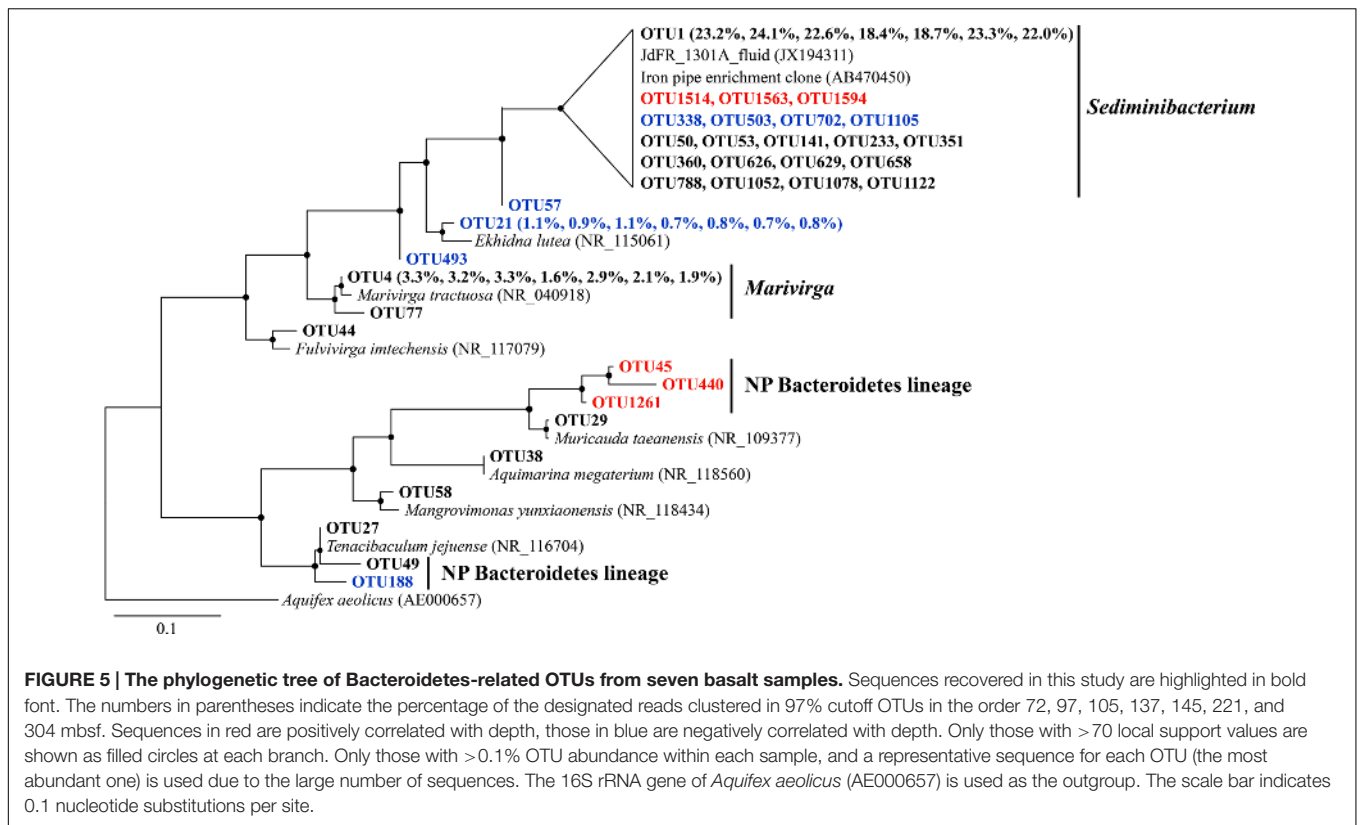 OTU1 (23.2%, 24.1%, 22.6%, 18.4%, 18.7%, 23.3%, 22.0%)
JdFR_1301A_fluid (JX194311)
Iron pipe enrichment clone (AB470450)
OTU1514, OTU1563, OTU1594
OTU338, OTU503, OTU702, OTU1105
OTU50, OTU53, OTU141, OTU233, OTU351
OTU360, OTU626, OTU629, OTU658
OTU788, OTU1052, OTU1078, OTU1122
Sediminibacterium
OTU57
OTU21 (1.1%, 0.9%, 1.1%, 0.7%, 0.8%, 0.7%, 0.8%)
Ekhidna lutea (NR_115061)
OTU493
OTU4 (3.3%, 3.2%, 3.3%, 1.6%, 2.9%, 2.1%, 1.9%)
Marivirga tractuosa (NR_040918)
OTU77
Marivirga
OTU44
Fulvivirga imtechensis (NR_117079)
OTU45
OTU440
OTU1261
NP Bacteroidetes lineage
OTU29
Muricauda taeanensis (NR_109377)
OTU38
Aquimarina megaterium (NR_118560)
OTU58
Mangrovimonas yunxiaonensis (NR_118434)
OTU27
Tenacibaculum jejuense (NR_116704)
OTU49
OTU188
NP Bacteroidetes lineage
Aquifex aeolicus (AE000657)
0.1
FIGURE 5 | The phylogenetic tree of Bacteroidetes-related OTUs from seven basalt samples. Sequences recovered in this study are highlighted in bold
font. The numbers in parentheses indicate the percentage of the designated reads clustered in 97% cutoff OTUs in the order 72, 97, 105, 137, 145, 221, and
304 mbsf. Sequences in red are positively correlated with depth, those in blue are negatively correlated with depth. Only those with >70 local support values are
shown as filled circles at each branch. Only those with >0.1% OTU abundance within each sample, and a representative sequence for each OTU (the most
abundant one) is used due to the large number of sequences. The 16S rRNA gene of Aquifex aeolicus (AE000657) is used as the outgroup. The scale bar indicates
0.1 nucleotide substitutions per site.